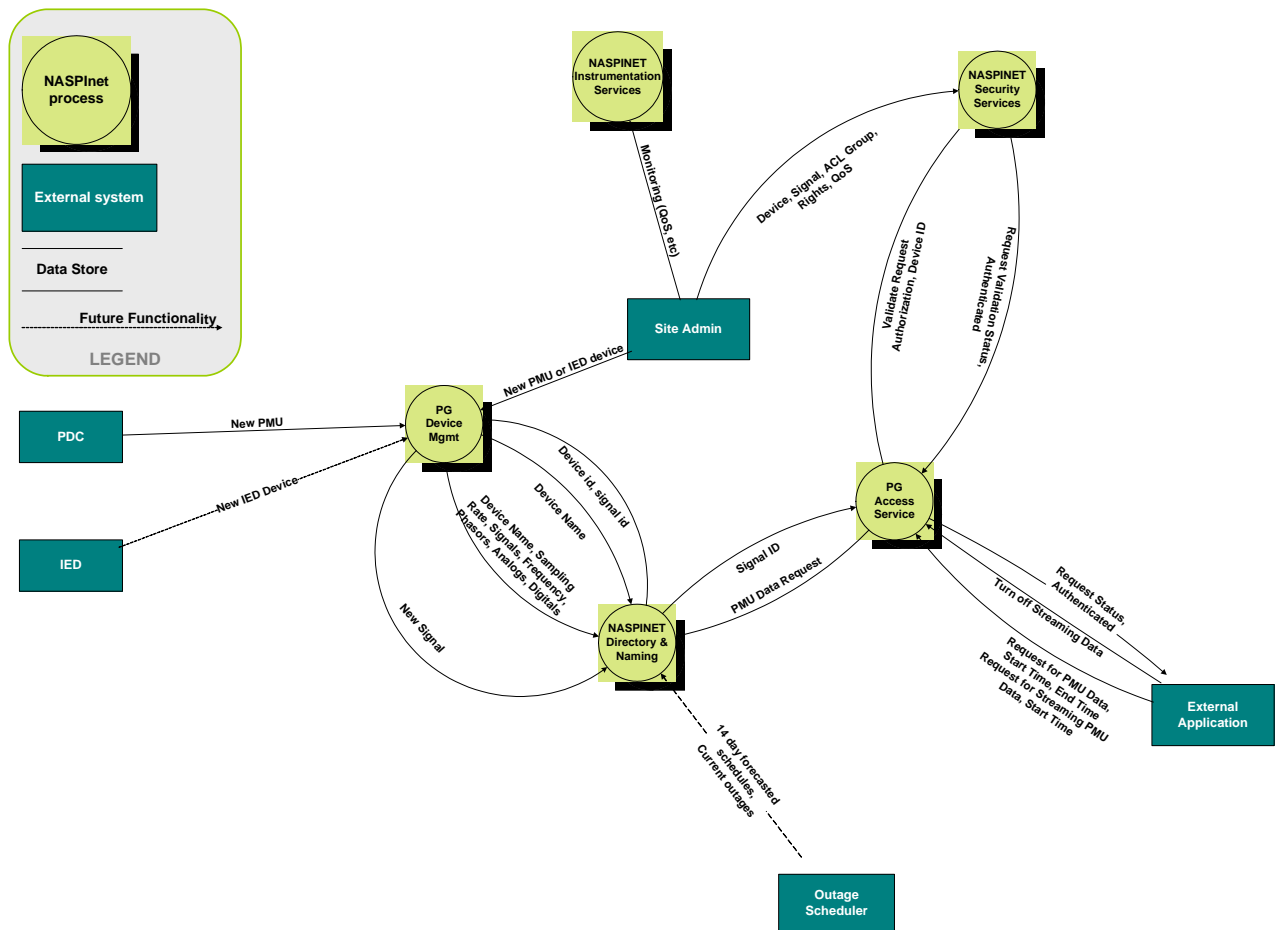 NASPInet
process
External system
Data Store
Future Functionality
LEGEND
NASPINET
Instrumentation
Services
NASPINET
Security
Services
Monitoring (QoS, etc)
Device, Signal, ACL Group,
Rights, QoS
Validate Request
Authorization, Device ID
Request Validation Status,
Authenticated
Site Admin
New PMU or IED device
PDC
New PMU
PG
Device
Mgmt
New IED Device
IED
Device id, signal id
Device Name
Device Name, Sampling
Rate, Signals, Frequency,
Phasors, Analogs, Digitals
New Signal
PG
Access
Service
Signal ID
PMU Data Request
NASPINET
Directory &
Naming
Request Status,
Authenticated
Turn off Streaming Data
Request for PMU Data,
Start Time, End Time
Request for Streaming PMU
Data, Start Time
External
Application
14 day forecasted
schedules,
Current outages
Outage
Scheduler